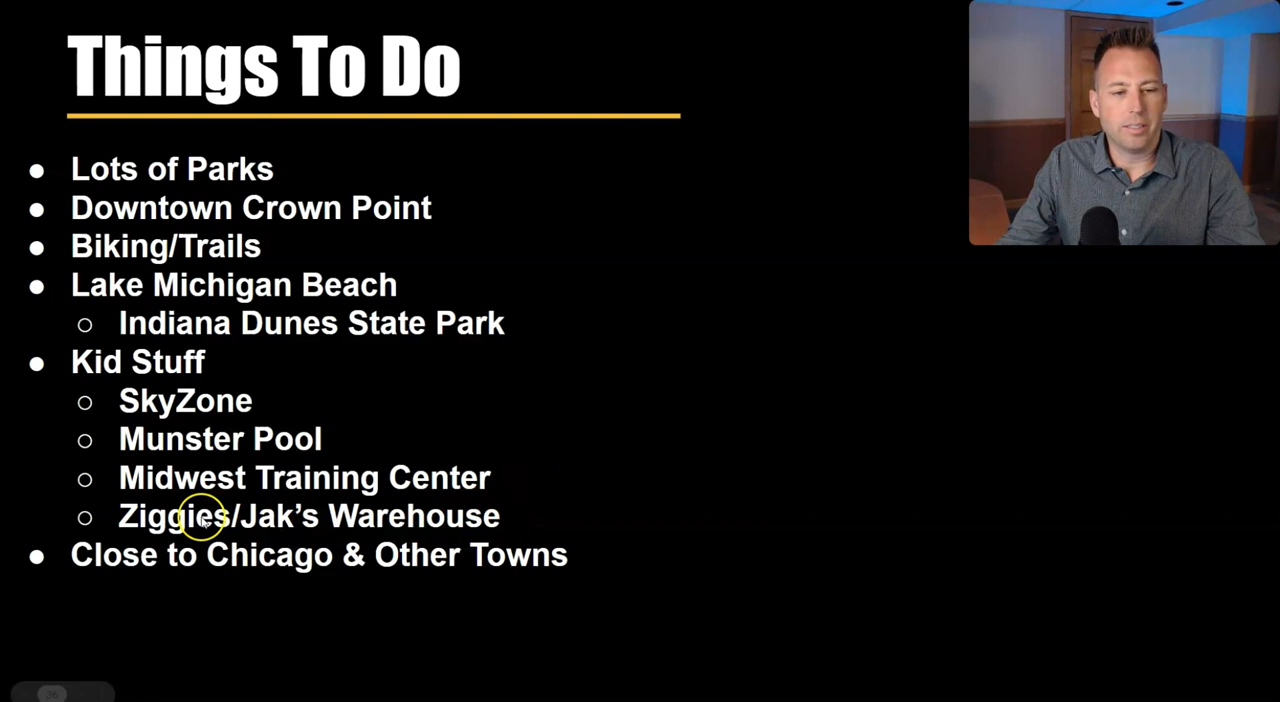 Things To Do
● Lots of Parks
● Downtown Crown Point
● Biking/Trails
● Lake Michigan Beach
○ Indiana Dunes State Park
● Kid Stuff
○ SkyZone
○ Munster Pool
○ Midwest Training Center
○ Ziggies/Jak’s Warehouse
● Close to Chicago & Other Towns
36